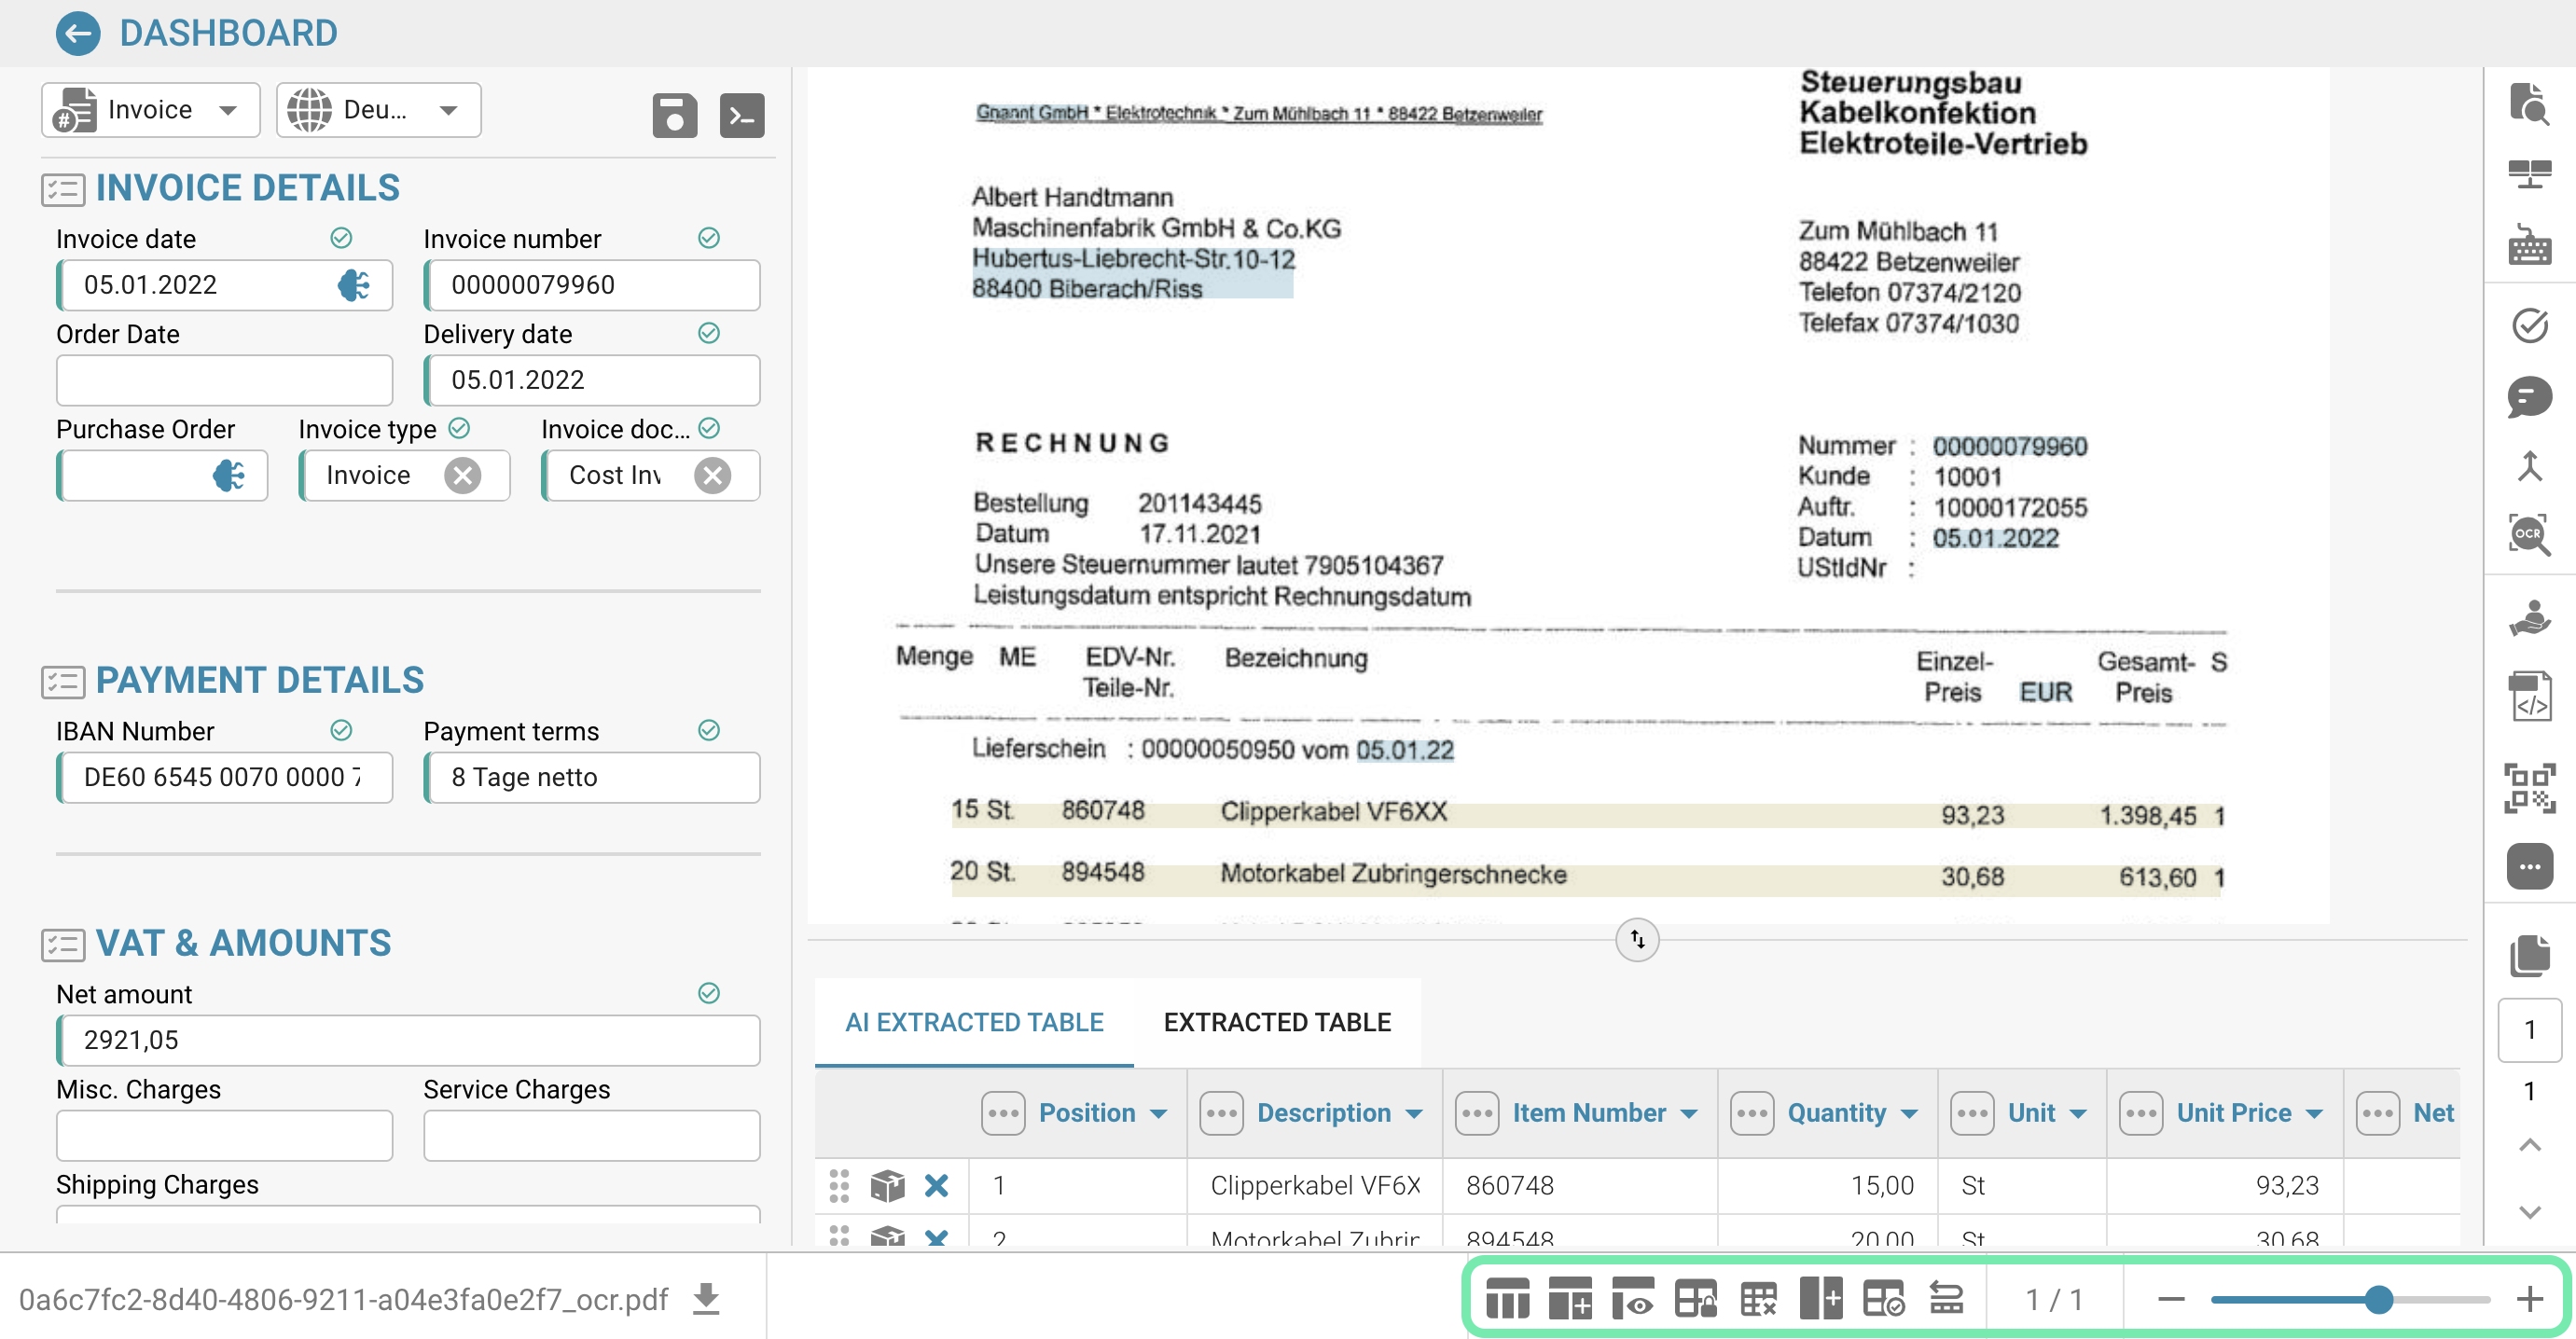 DASHBOARD
Invoice
Deu...
INVOICE DETAILS
Invoice date
Invoice number
05.01.2022
00000079960
Order Date
Delivery date
05.01.2022
Purchase Order
Invoice type
Invoice doc...
Invoice
Cost Inv
PAYMENT DETAILS
IBAN Number
Payment terms
DE60 6545 0070 0000 7
8 Tage netto
VAT & AMOUNTS
Net amount
2921,05
Misc. Charges
Service Charges
Shipping Charges
Steuerungsbau
Kabelkonfektion
Elektroteile-Vertrieb
Gnannt GmbH * Elektrotechnik * Zum Mühlbach 11 * 88422 Betzenweiler
Albert Handtmann
Maschinenfabrik GmbH & Co.KG
Hubertus-Liebrecht-Str.10-12
88400 Biberach/Riss
Zum Mühlbach 11
88422 Betzenweiler
Telefon 07374/2120
Telefax 07374/1030
RECHNUNG
Bestellung 201143445
Datum 17.11.2021
Unsere Steuernummer lautet 7905104367
Leistungsdatum entspricht Rechnungsdatum
Nummer : 00000079960
Kunde : 10001
Auftr. : 10000172055
Datum : 05.01.2022
UStIdNr :
Menge ME EDV-Nr. Bezeichnung Einzel- Gesamt- S
Teile-Nr. Preis EUR Preis
Lieferschein : 00000050950 vom 05.01.22
15 St. 860748 Clipperkabel VF6XX 93,23 1.398,45 1
20 St. 894548 Motorkabel Zubringerschnecke 30,68 613,60 1
AI EXTRACTED TABLE EXTRACTED TABLE
Position Description Item Number Quantity Unit Unit Price Net
1 Clipperkabel VF6X 860748 15,00 St 93,23
2 Motorkabel Zubrir 894548 20,00 St 30,68
OCR
1
1
0a6c7fc2-8d40-4806-9211-a04e3fa0e2f7_ocr.pdf
1 / 1